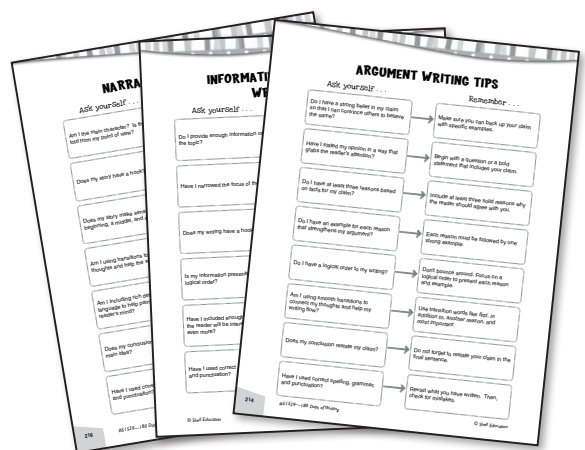 NARRA
Ask yourself . . .
Am I the main character? Is th
told from my point of view?
Does my story have a hook?
Does my story make sens
beginning, a middle, and
Am I using transitions to
thoughts and help the w
Am I including rich des
language to help pain
reader's mind?
Does my conclusion
main idea?
Have I used corre
and punctuation?
216
#51529—180 Days
INFORMATI
WR
Ask yourself . . .
Do I provide enough information on
the topic?
Have I narrowed the focus of th
Does my writing have a hook
Is my information presente
logical order?
Have I included enough
the reader will be inter
even more?
Have I used correct
and punctuation?
© Shell Education
ARGUMENT WRITING TIPS
Ask yourself . . .
Remember . . .
Do I have a strong belief in my claim
so that I can convince others to believe
the same?
Make sure you can back up your claim
with specific examples.
Have I stated my opinion in a way that
grabs the reader's attention?
Begin with a question or a bold
statement that includes your claim.
Do I have at least three reasons based
on facts for my claim?
Include at least three solid reasons why
the reader should agree with you.
Do I have an example for each reason
that strengthens my argument?
Each reason must be followed by one
strong example.
Do I have a logical order to my writing?
Don't bounce around. Focus on a
logical order to present each reason
and example.
Am I using smooth transitions to
connect my thoughts and help my
writing flow?
Use transition words like first, in
addition to, another reason, and
most important.
Does my conclusion restate my claim?
Do not forget to restate your claim in the
final sentence.
Have I used correct spelling, grammar,
and punctuation?
Reread what you have written. Then,
check for mistakes.
214
#51529—180 Days of Writing
© Shell Education